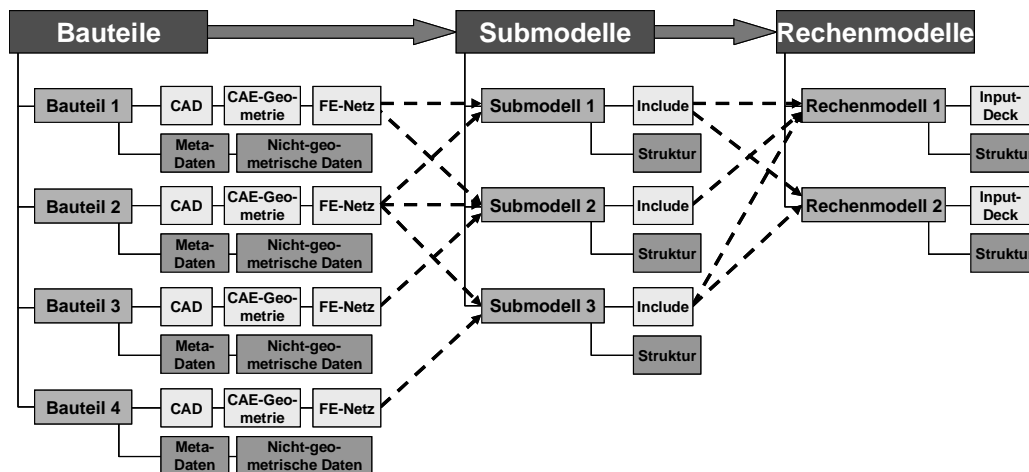 Bauteile
Submodelle
Rechenmodelle
Bauteil 1
CAD
CAE-Geo-
metrie
FE-Netz
Submodell 1
Include
Rechenmodell 1
Input-
Deck
Meta-
Daten
Nicht-geo-
metrische Daten
Struktur
Struktur
Bauteil 2
CAD
CAE-Geo-
metrie
FE-Netz
Submodell 2
Include
Rechenmodell 2
Input-
Deck
Meta-
Daten
Nicht-geo-
metrische Daten
Struktur
Struktur
Bauteil 3
CAD
CAE-Geo-
metrie
FE-Netz
Submodell 3
Include
Meta-
Daten
Nicht-geo-
metrische Daten
Struktur
Bauteil 4
CAD
CAE-Geo-
metrie
FE-Netz
Meta-
Daten
Nicht-geo-
metrische Daten